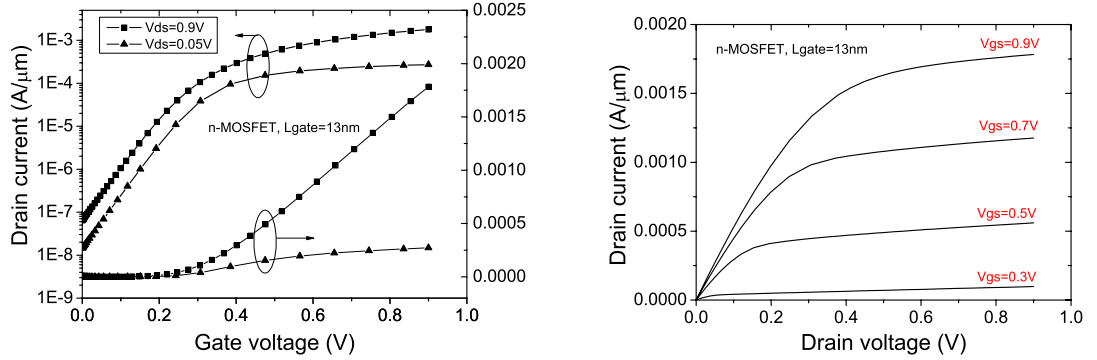 Vds=0.9V
Vds=0.05V
n-MOSFET, Lgate=13nm
Drain current (A/μm)
1E-3
1E-4
1E-5
1E-6
1E-7
1E-8
1E-9
0.0025
0.0020
0.0015
0.0010
0.0005
0.0000
0.0 0.2 0.4 0.6 0.8 1.0
Gate voltage (V)
n-MOSFET, Lgate=13nm
Vgs=0.9V
Vgs=0.7V
Vgs=0.5V
Vgs=0.3V
Drain current (A/μm)
0.0020
0.0015
0.0010
0.0005
0.0000
0.0 0.2 0.4 0.6 0.8 1.0
Drain voltage (V)